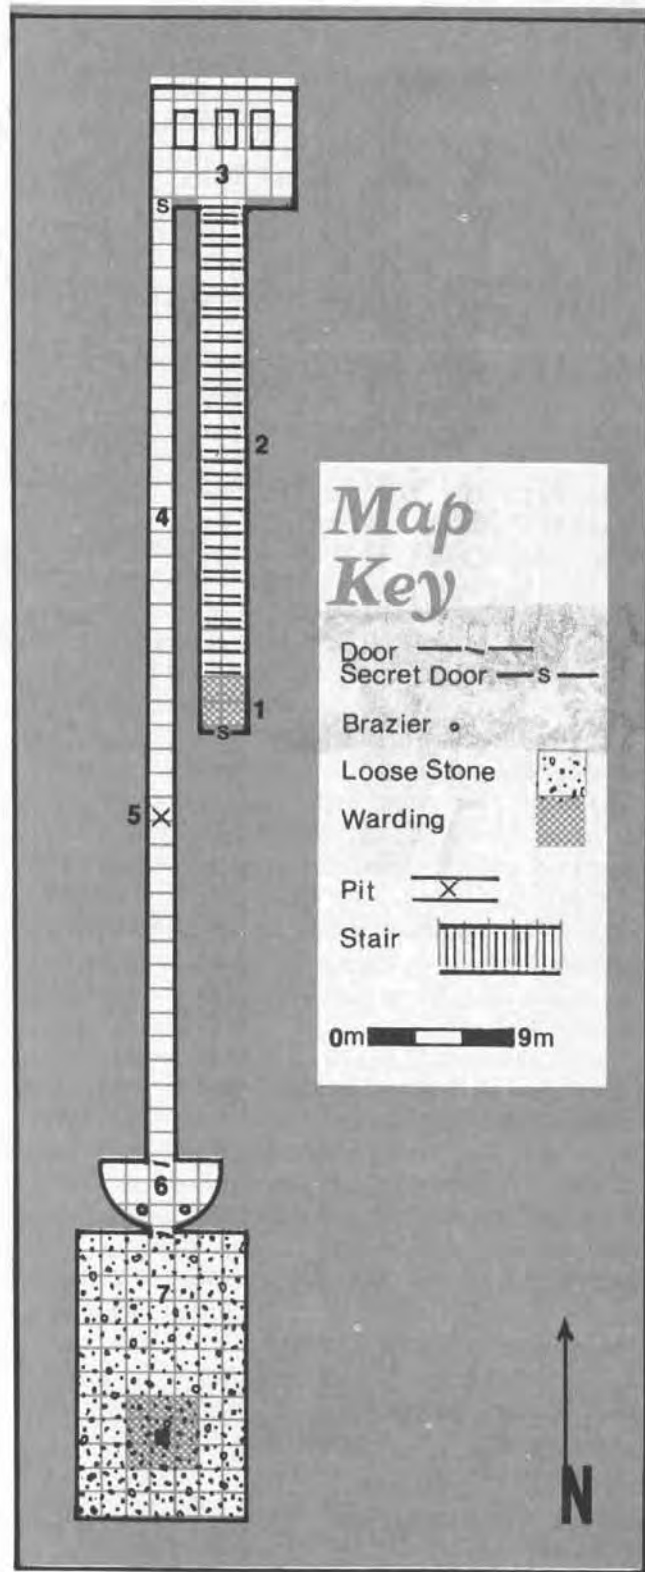 3
S
2
4
1
S
5
6
7
Map
Key
Door
Secret Door S
Brazier
Loose Stone
Warding
Pit
Stair
0m 9m
N